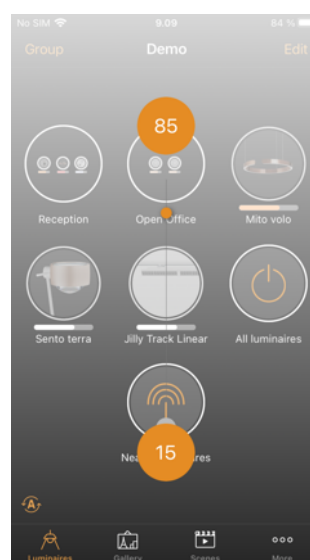 No SIM 9.09 84 %
Group Demo Edit
85
Reception Open Office Mito volo
Sento terra Jilly Track Linear All luminaires
15
A
Luminaires Gallery Scenes More